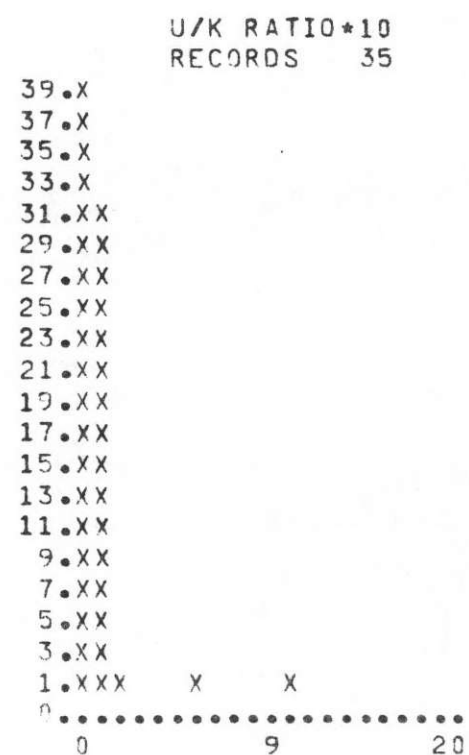 U/K RATIO*10
RECORDS 35
39.X
37.X
35.X
33.X
31.XX
29.XX
27.XX
25.XX
23.XX
21.XX
19.XX
17.XX
15.XX
13.XX
11.XX
9.XX
7.XX
5.XX
3.XX
1.XXX X X
0.....................
0 9 20